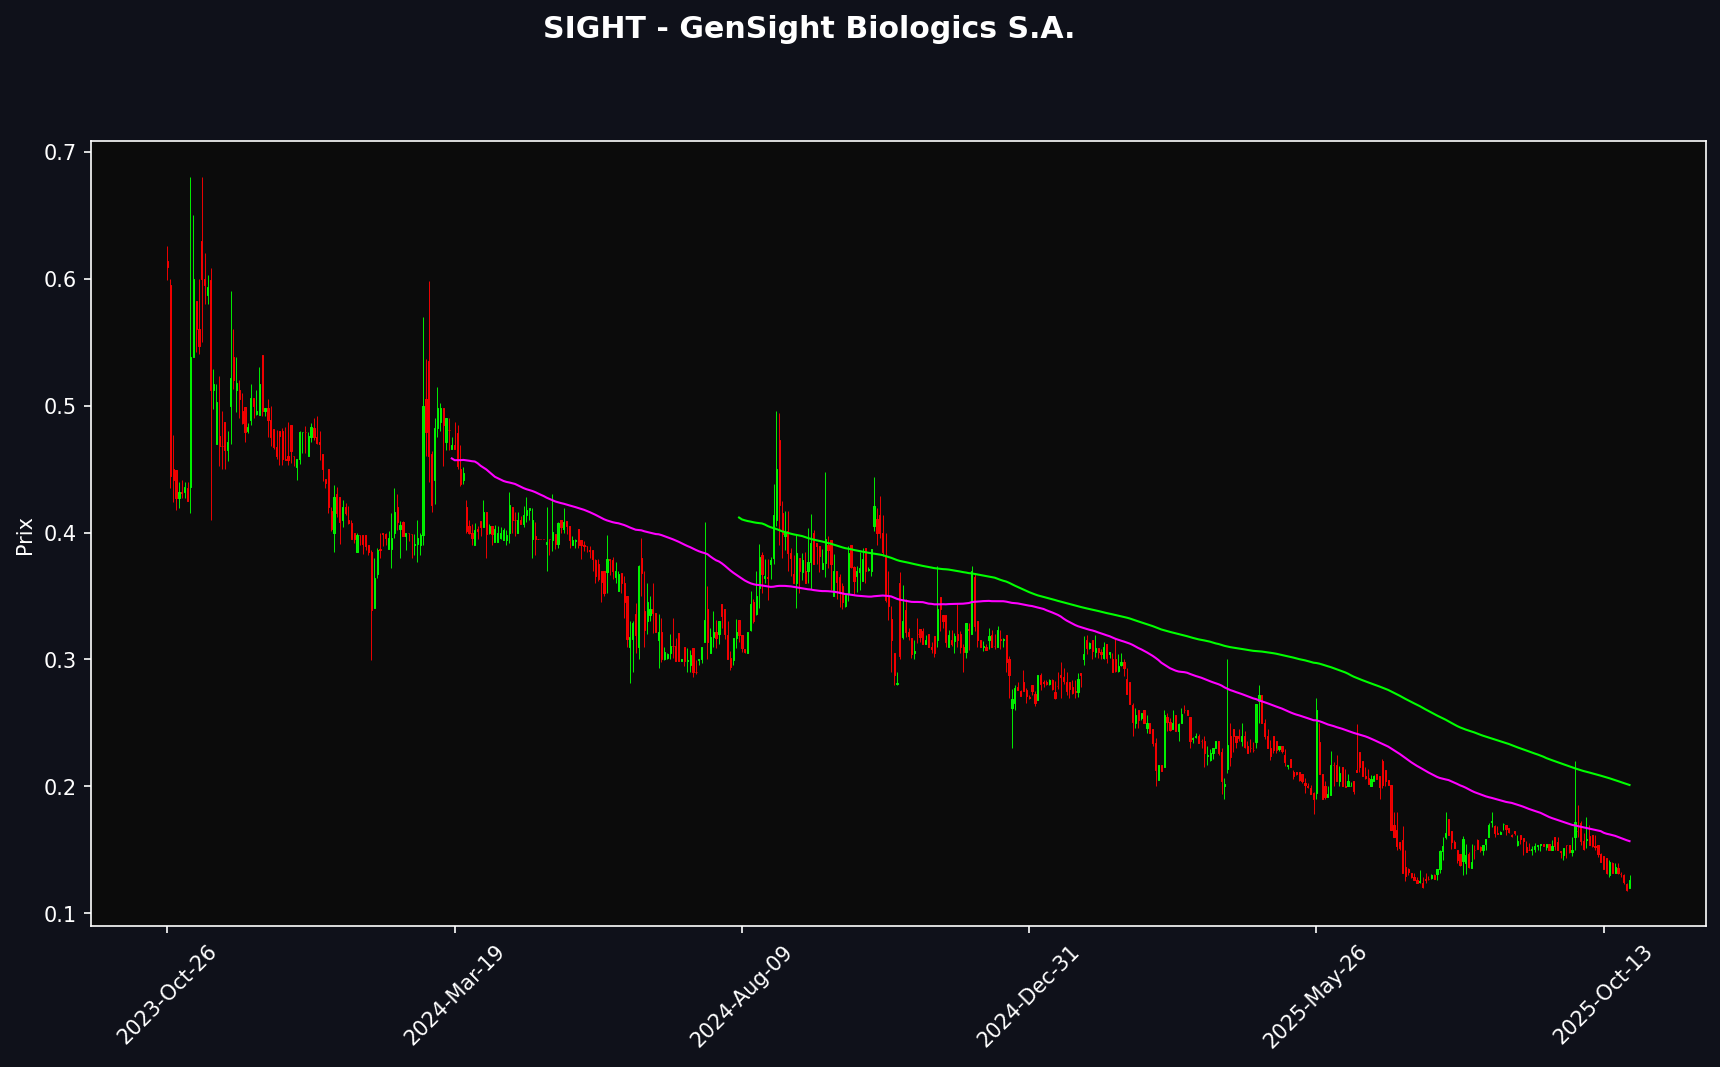 SIGHT - GenSight Biologics S.A.
Prix
0.7
0.6
0.5
0.4
0.3
0.2
0.1
2023-Oct-26
2024-Mar-19
2024-Aug-09
2024-Dec-31
2025-May-26
2025-Oct-13